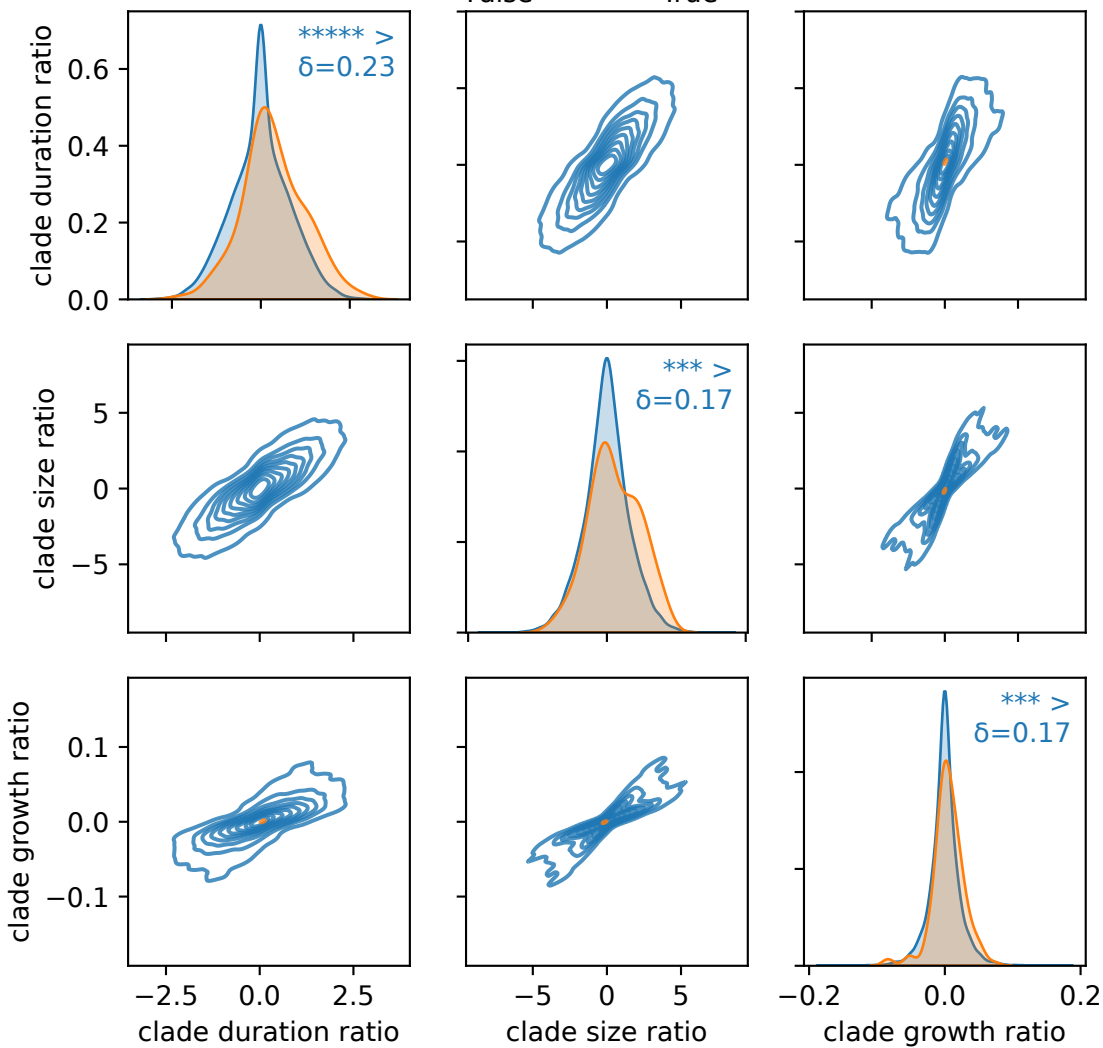 True
clade duration ratio
0.6
0.4
0.2
0.0
***** >
δ=0.23
clade size ratio
5
0
−5
*** >
δ=0.17
clade growth ratio
0.1
0.0
−0.1
*** >
δ=0.17
−2.5 0.0 2.5
−5 0 5
−0.2 0.0 0.2
clade duration ratio
clade size ratio
clade growth ratio